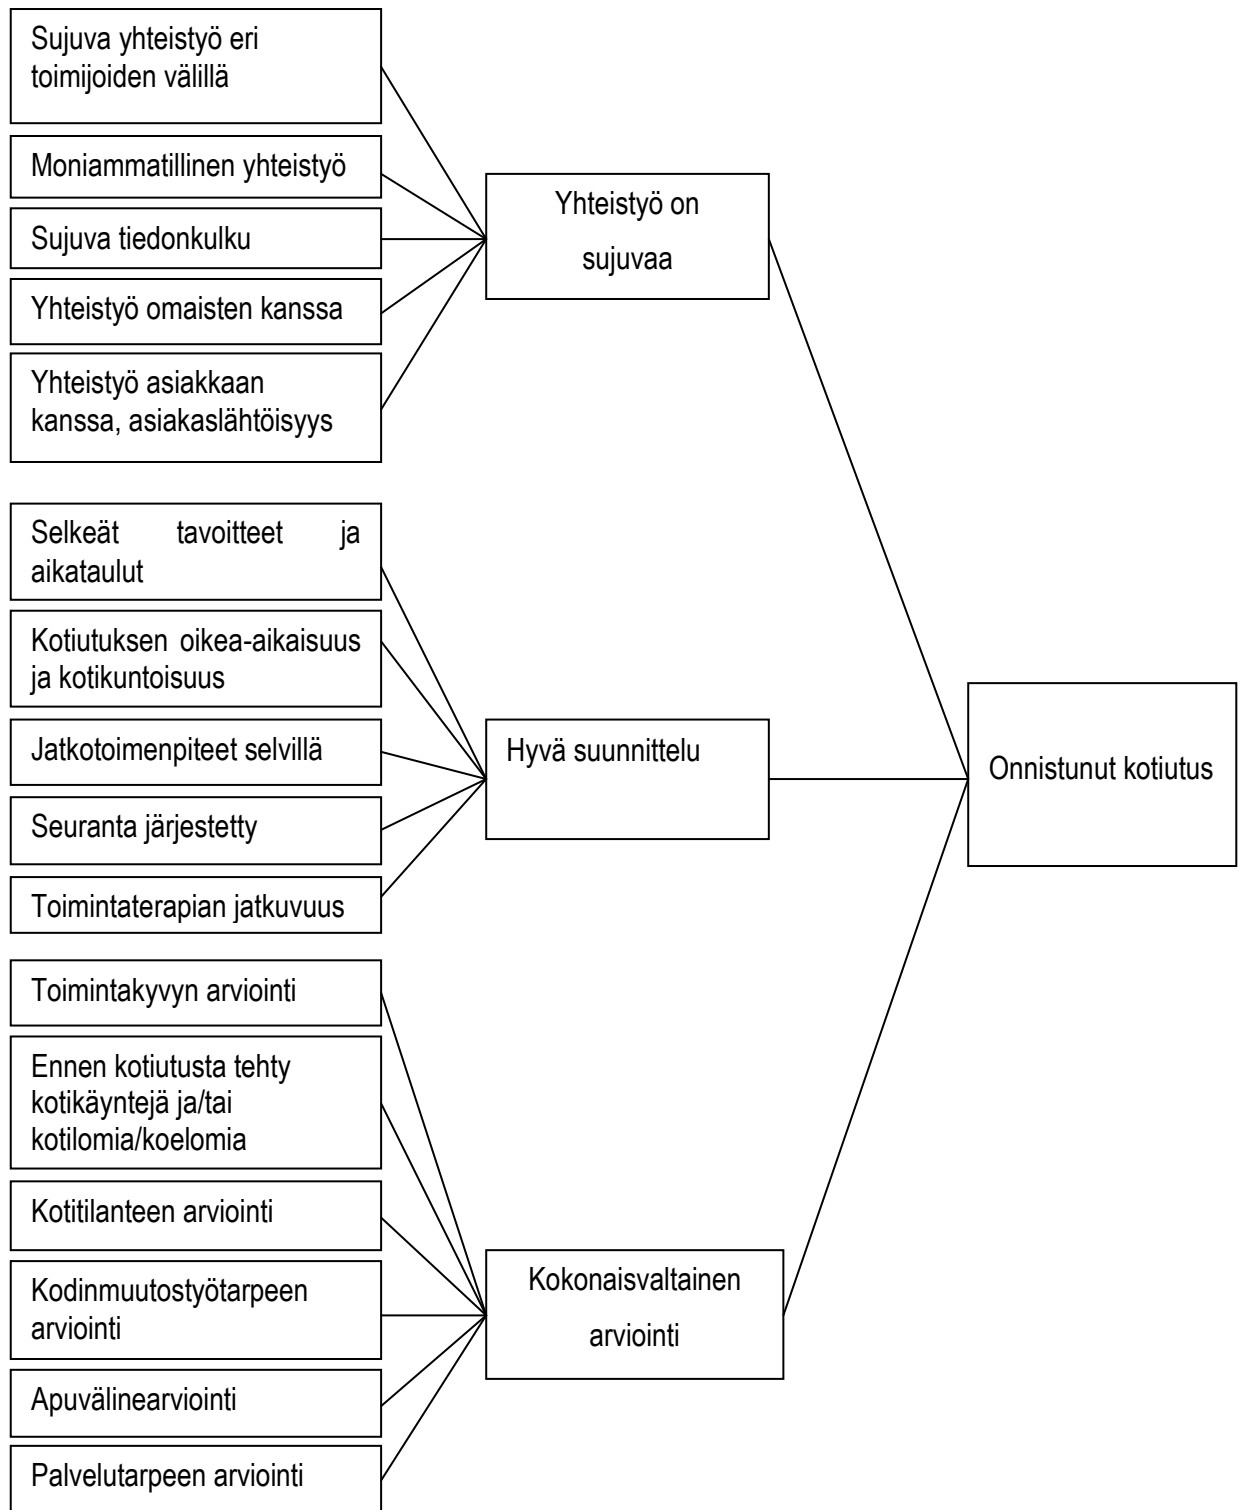 Sujuva yhteistyö eri
toimijoiden välillä
Moniammatillinen yhteistyö
Sujuva tiedonkulku
Yhteistyö omaisten kanssa
Yhteistyö asiakkaan
kanssa, asiakaslähtöisyys
Yhteistyö on
sujuvaa
Selkeät tavoitteet ja
aikataulut
Kotiutuksen oikea-aikaisuus
ja kotikuntoisuus
Jatkotoimenpiteet selvillä
Seuranta järjestetty
Toimintaterapian jatkuvuus
Hyvä suunnittelu
Toimintakyvyn arviointi
Ennen kotiutusta tehty
kotikäyntejä ja/tai
kotilomia/koelomia
Kotitilanteen arviointi
Kodinmuutostyötarpeen
arviointi
Apuvälinearviointi
Palvelutarpeen arviointi
Kokonaisvaltainen
arviointi
Onnistunut kotiutus